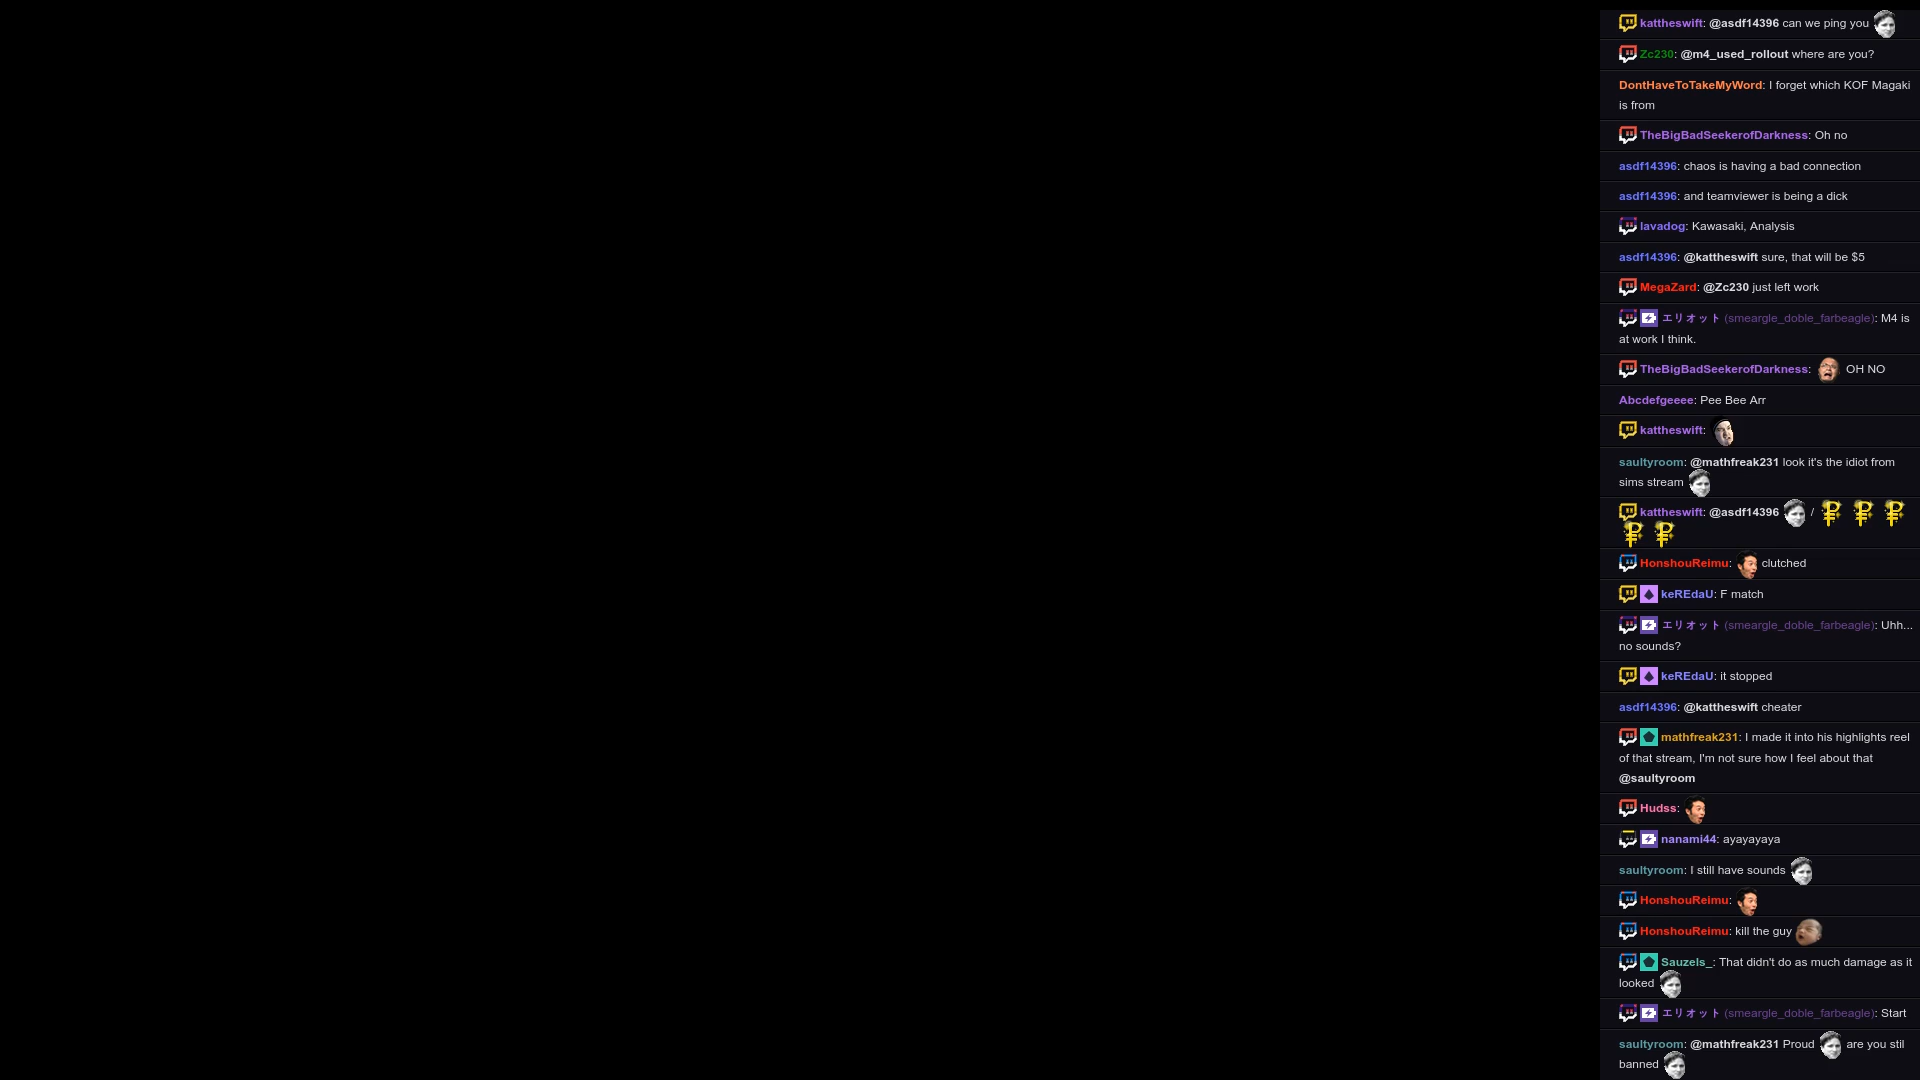 kattheswift: @asdf14396 can we ping you
Zc230: @m4_used_rollout where are you?
DontHaveToTakeMyWord: I forget which KOF Magaki
is from
TheBigBadSeekerofDarkness: Oh no
asdf14396: chaos is having a bad connection
asdf14396: and teamviewer is being a dick
lavadog: Kawasaki, Analysis
asdf14396: @kattheswift sure, that will be $5
MegaZard: @Zc230 just left work
エリオット (smeargle_doble_farbeagle): M4 is
at work I think.
TheBigBadSeekerofDarkness: OH NO
Abcdefgeeee: Pee Bee Arr
kattheswift:
saultyroom: @mathfreak231 look it's the idiot from
sims stream
kattheswift: @asdf14396 /
HonshouReimu: clutched
keREdaU: F match
エリオット (smeargle_doble_farbeagle): Uhh...
no sounds?
keREdaU: it stopped
asdf14396: @kattheswift cheater
mathfreak231: I made it into his highlights reel
of that stream, I'm not sure how I feel about that
@saultyroom
Hudss:
nanami44: ayayayaya
saultyroom: I still have sounds
HonshouReimu:
HonshouReimu: kill the guy
Sauzels_: That didn't do as much damage as it
looked
エリオット (smeargle_doble_farbeagle): Start
saultyroom: @mathfreak231 Proud are you stil
banned